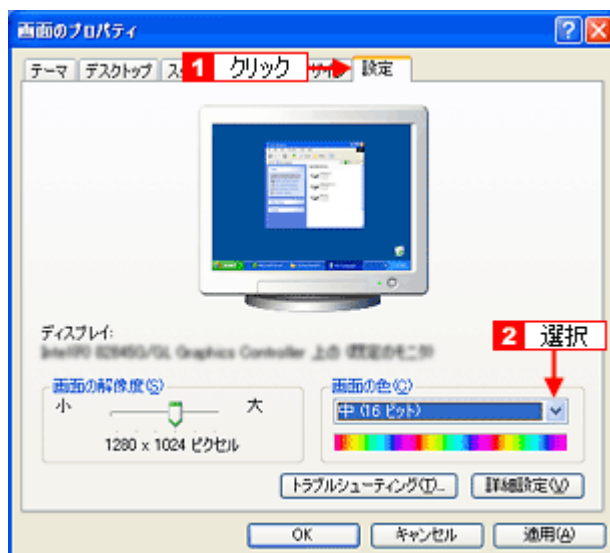 画面のプロパティ
テーマ デスクトップ 1 クリック 設定
ディスプレイ:
Graphics Controller 上の
2 選択
画面の解像度(S)
小 大
1280 x 1024 ピクセル
画面の色(C)
中 (16 ビット)
トラブルシューティング(T)... 詳細設定(V)
OK キャンセル 適用(A)